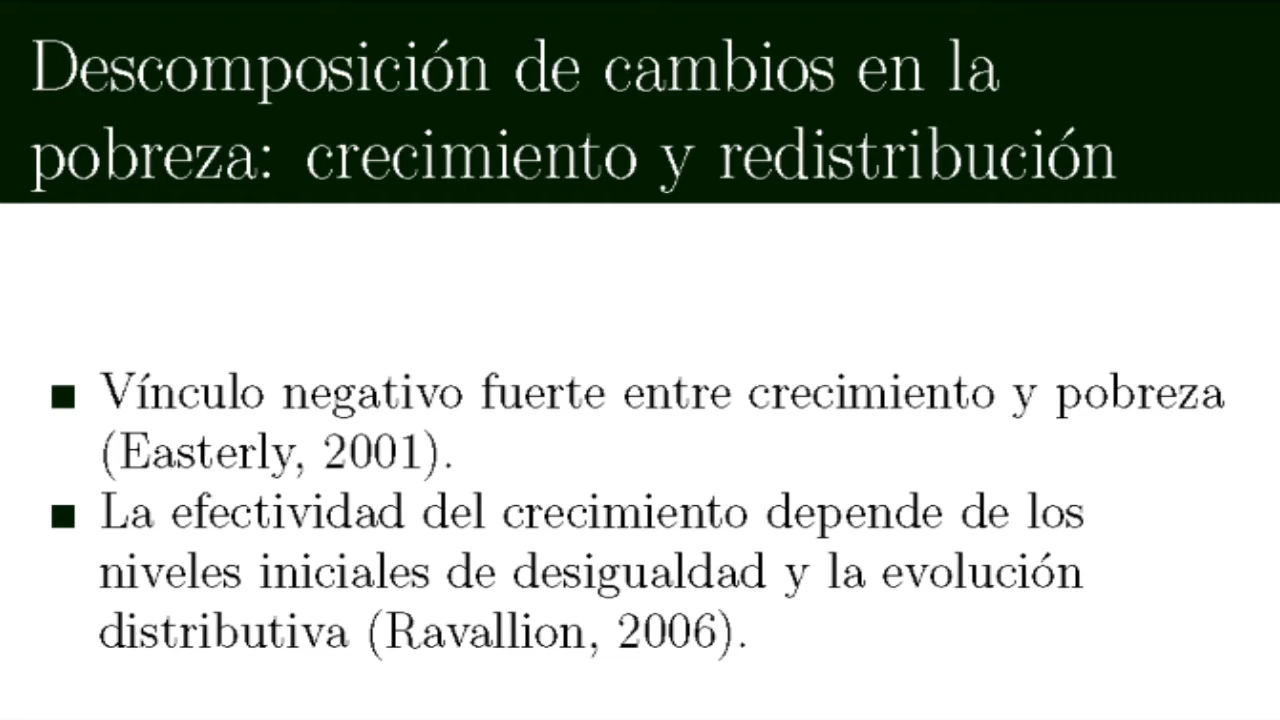 Descomposición de cambios en la
pobreza: crecimiento y redistribución
Vínculo negativo fuerte entre crecimiento y pobreza
(Easterly, 2001).
La efectividad del crecimiento depende de los
niveles iniciales de desigualdad y la evolución
distributiva (Ravallion, 2006).